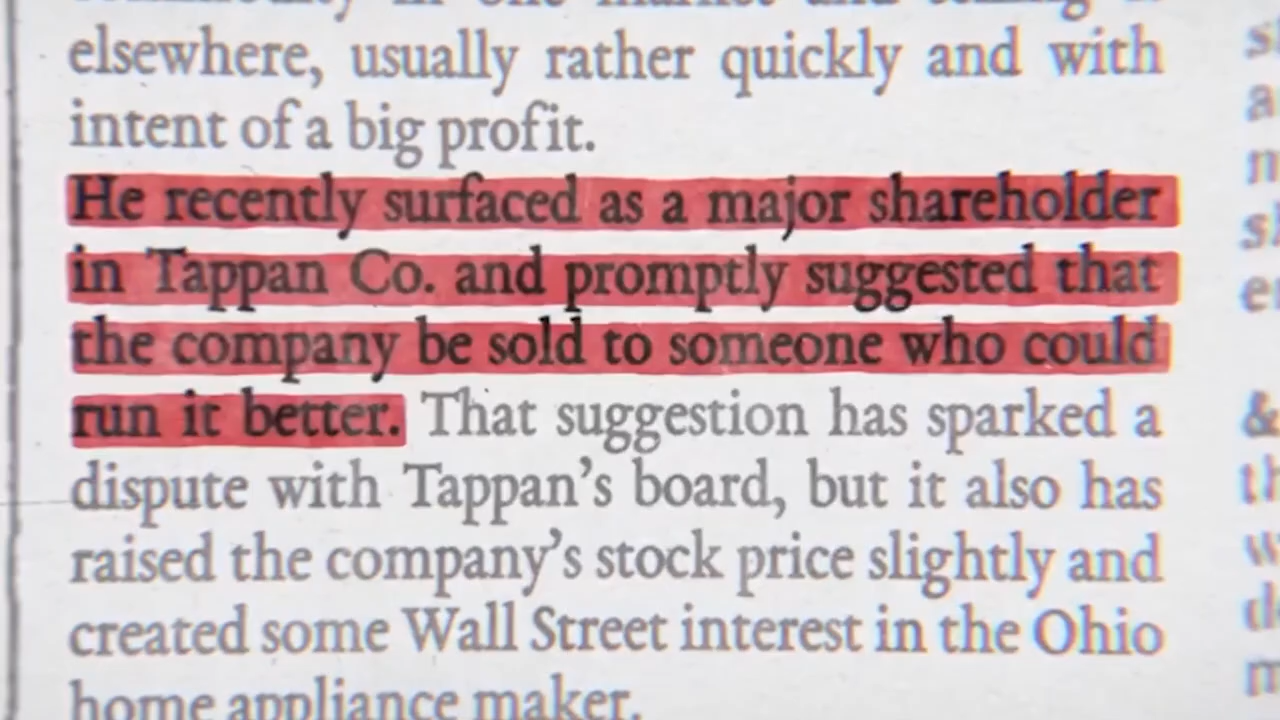 elsewhere, usually rather quickly and with
intent of a big profit.
He recently surfaced as a major shareholder
in Tappan Co. and promptly suggested that
the company be sold to someone who could
run it better. That suggestion has sparked a
dispute with Tappan’s board, but it also has
raised the company’s stock price slightly and
created some Wall Street interest in the Ohio
home appliance maker.